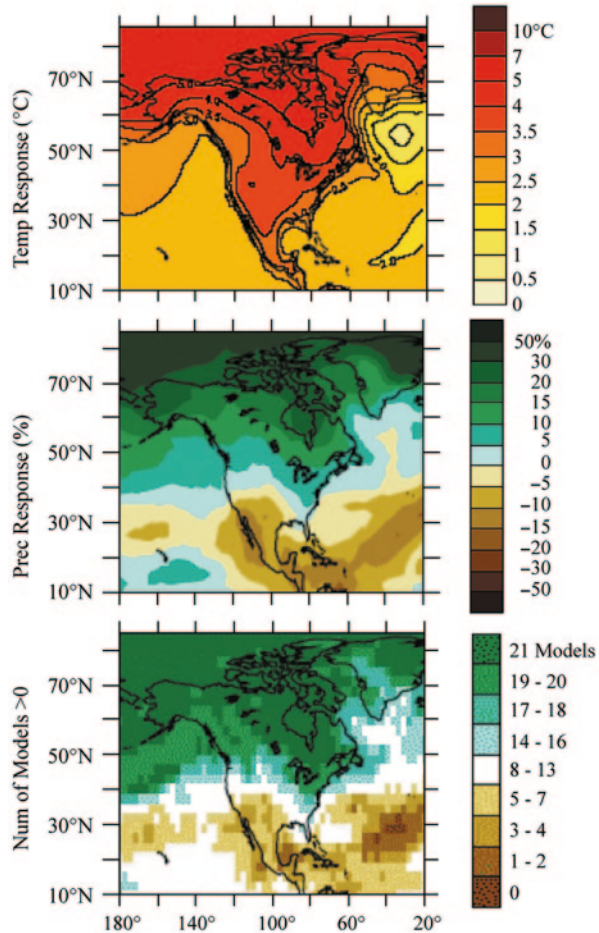 Temp Response (°C)
70°N
50°N
30°N
10°N
10°C
7
5
4
3.5
3
2.5
2
1.5
1
0.5
0
Prec Response (%)
70°N
50°N
30°N
10°N
50%
30
20
15
10
5
0
−5
−10
−15
−20
−30
−50
Num of Models >0
70°N
50°N
30°N
10°N
180°
140°
100°
60°
20°
21 Models
19 - 20
17 - 18
14 - 16
8 - 13
5 - 7
3 - 4
1 - 2
0